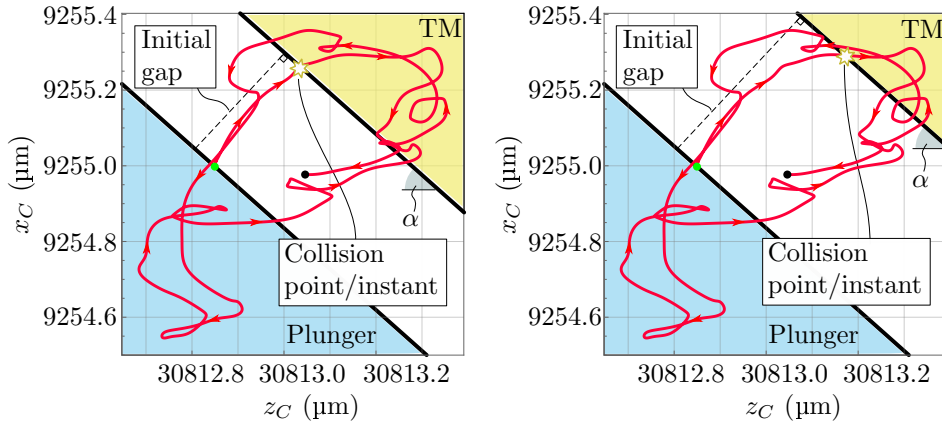 9255.4
9255.2
9255.0
9254.8
9254.6
x_C (µm)
Initial
gap
TM
α
Collision
point/instant
Plunger
30812.8
30813.0
30813.2
z_C (µm)
9255.4
9255.2
9255.0
9254.8
9254.6
x_C (µm)
Initial
gap
TM
α
Collision
point/instant
Plunger
30812.8
30813.0
30813.2
z_C (µm)